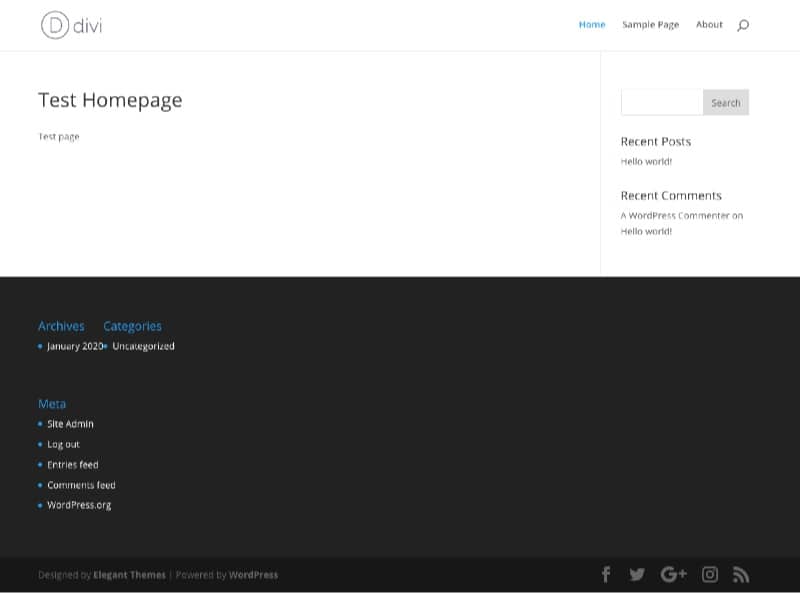 D divi
Home Sample Page About
Test Homepage
Test page
Search
Recent Posts
Hello world!
Recent Comments
A WordPress Commenter on
Hello world!
Archives Categories
January 2020 Uncategorized
Meta
Site Admin
Log out
Entries feed
Comments feed
WordPress.org
Designed by Elegant Themes | Powered by WordPress
G+